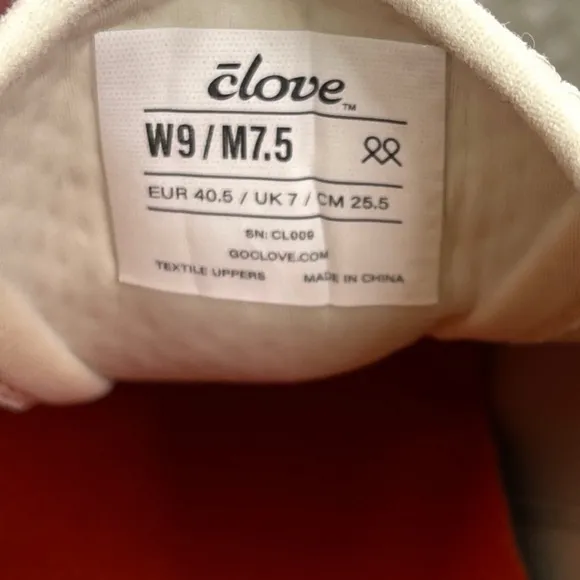 clove™
W9/M7.5
EUR 40.5 / UK 7 / CM 25.5
SN: CL009
GOCLOVE.COM
TEXTILE UPPERS MADE IN CHINA